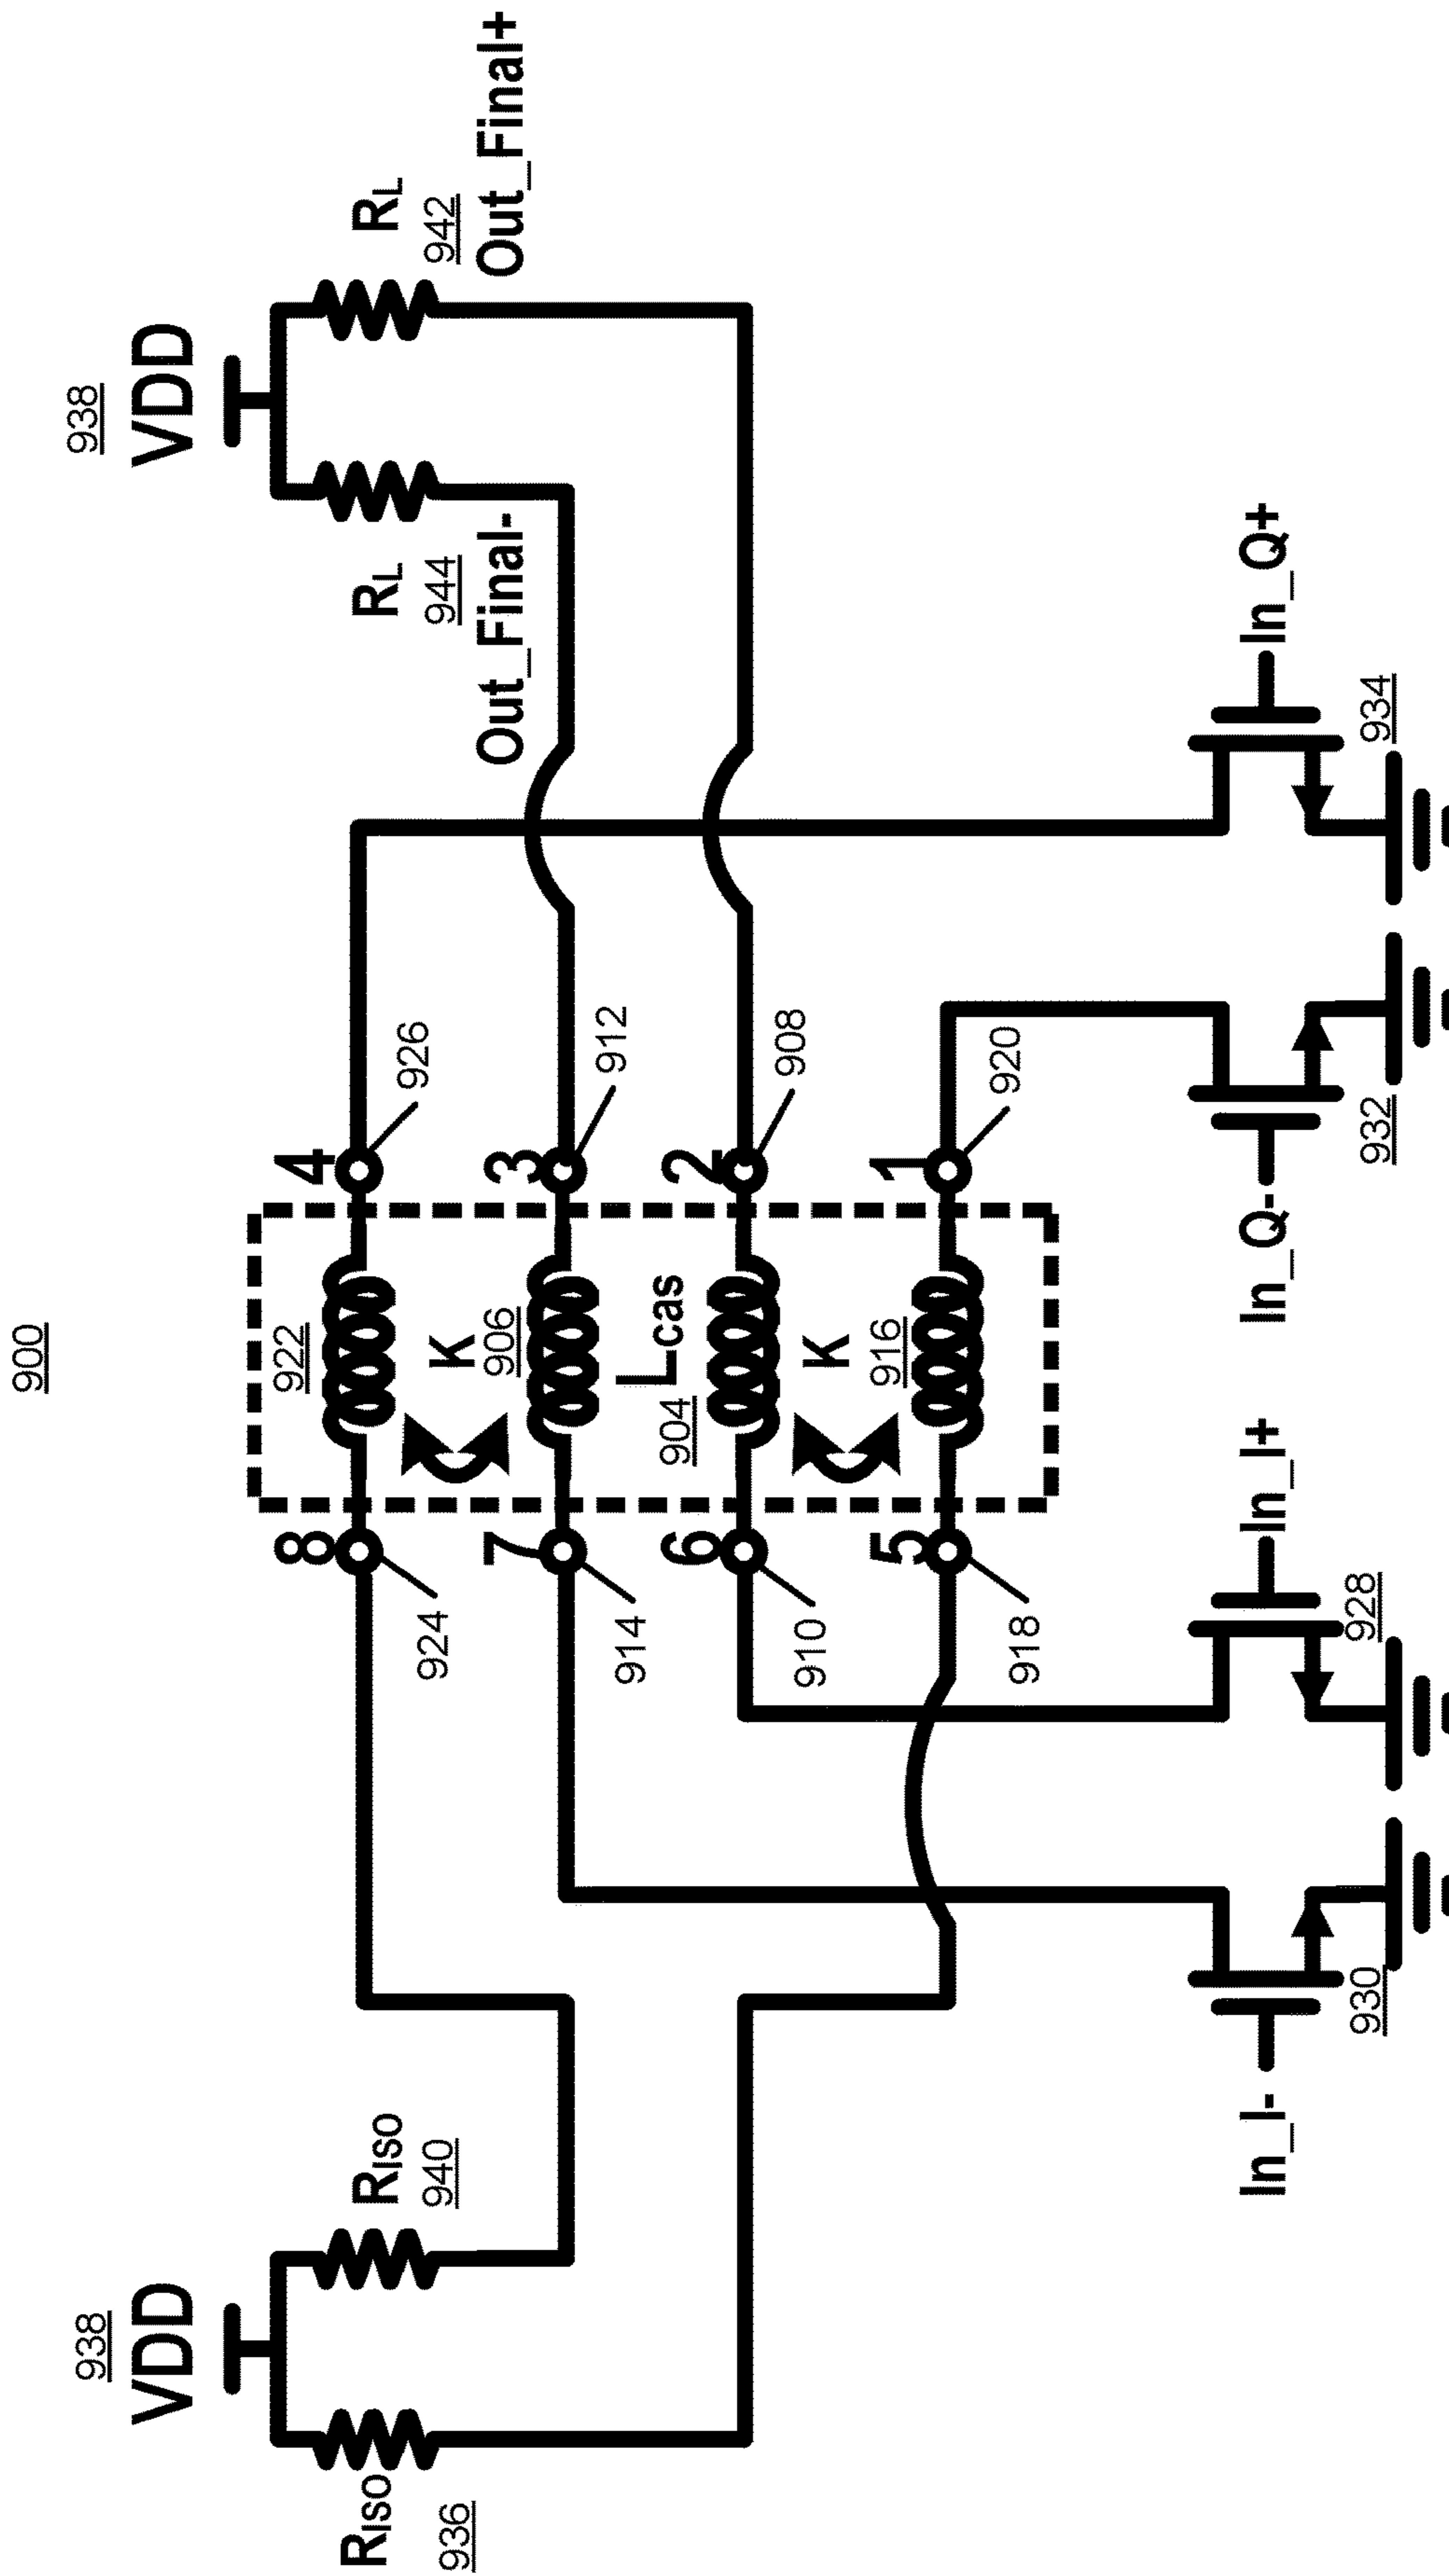 900
938
VDD
938
VDD
RISO
936
RISO
940
RL
944
RL
942
Out_Final-
Out_Final+
8
924
922
4
926
K
7
914
906
3
912
Lcas
6
910
904
2
908
K
5
918
916
1
920
In_I-
930
In_I+
928
In_Q-
932
In_Q+
934